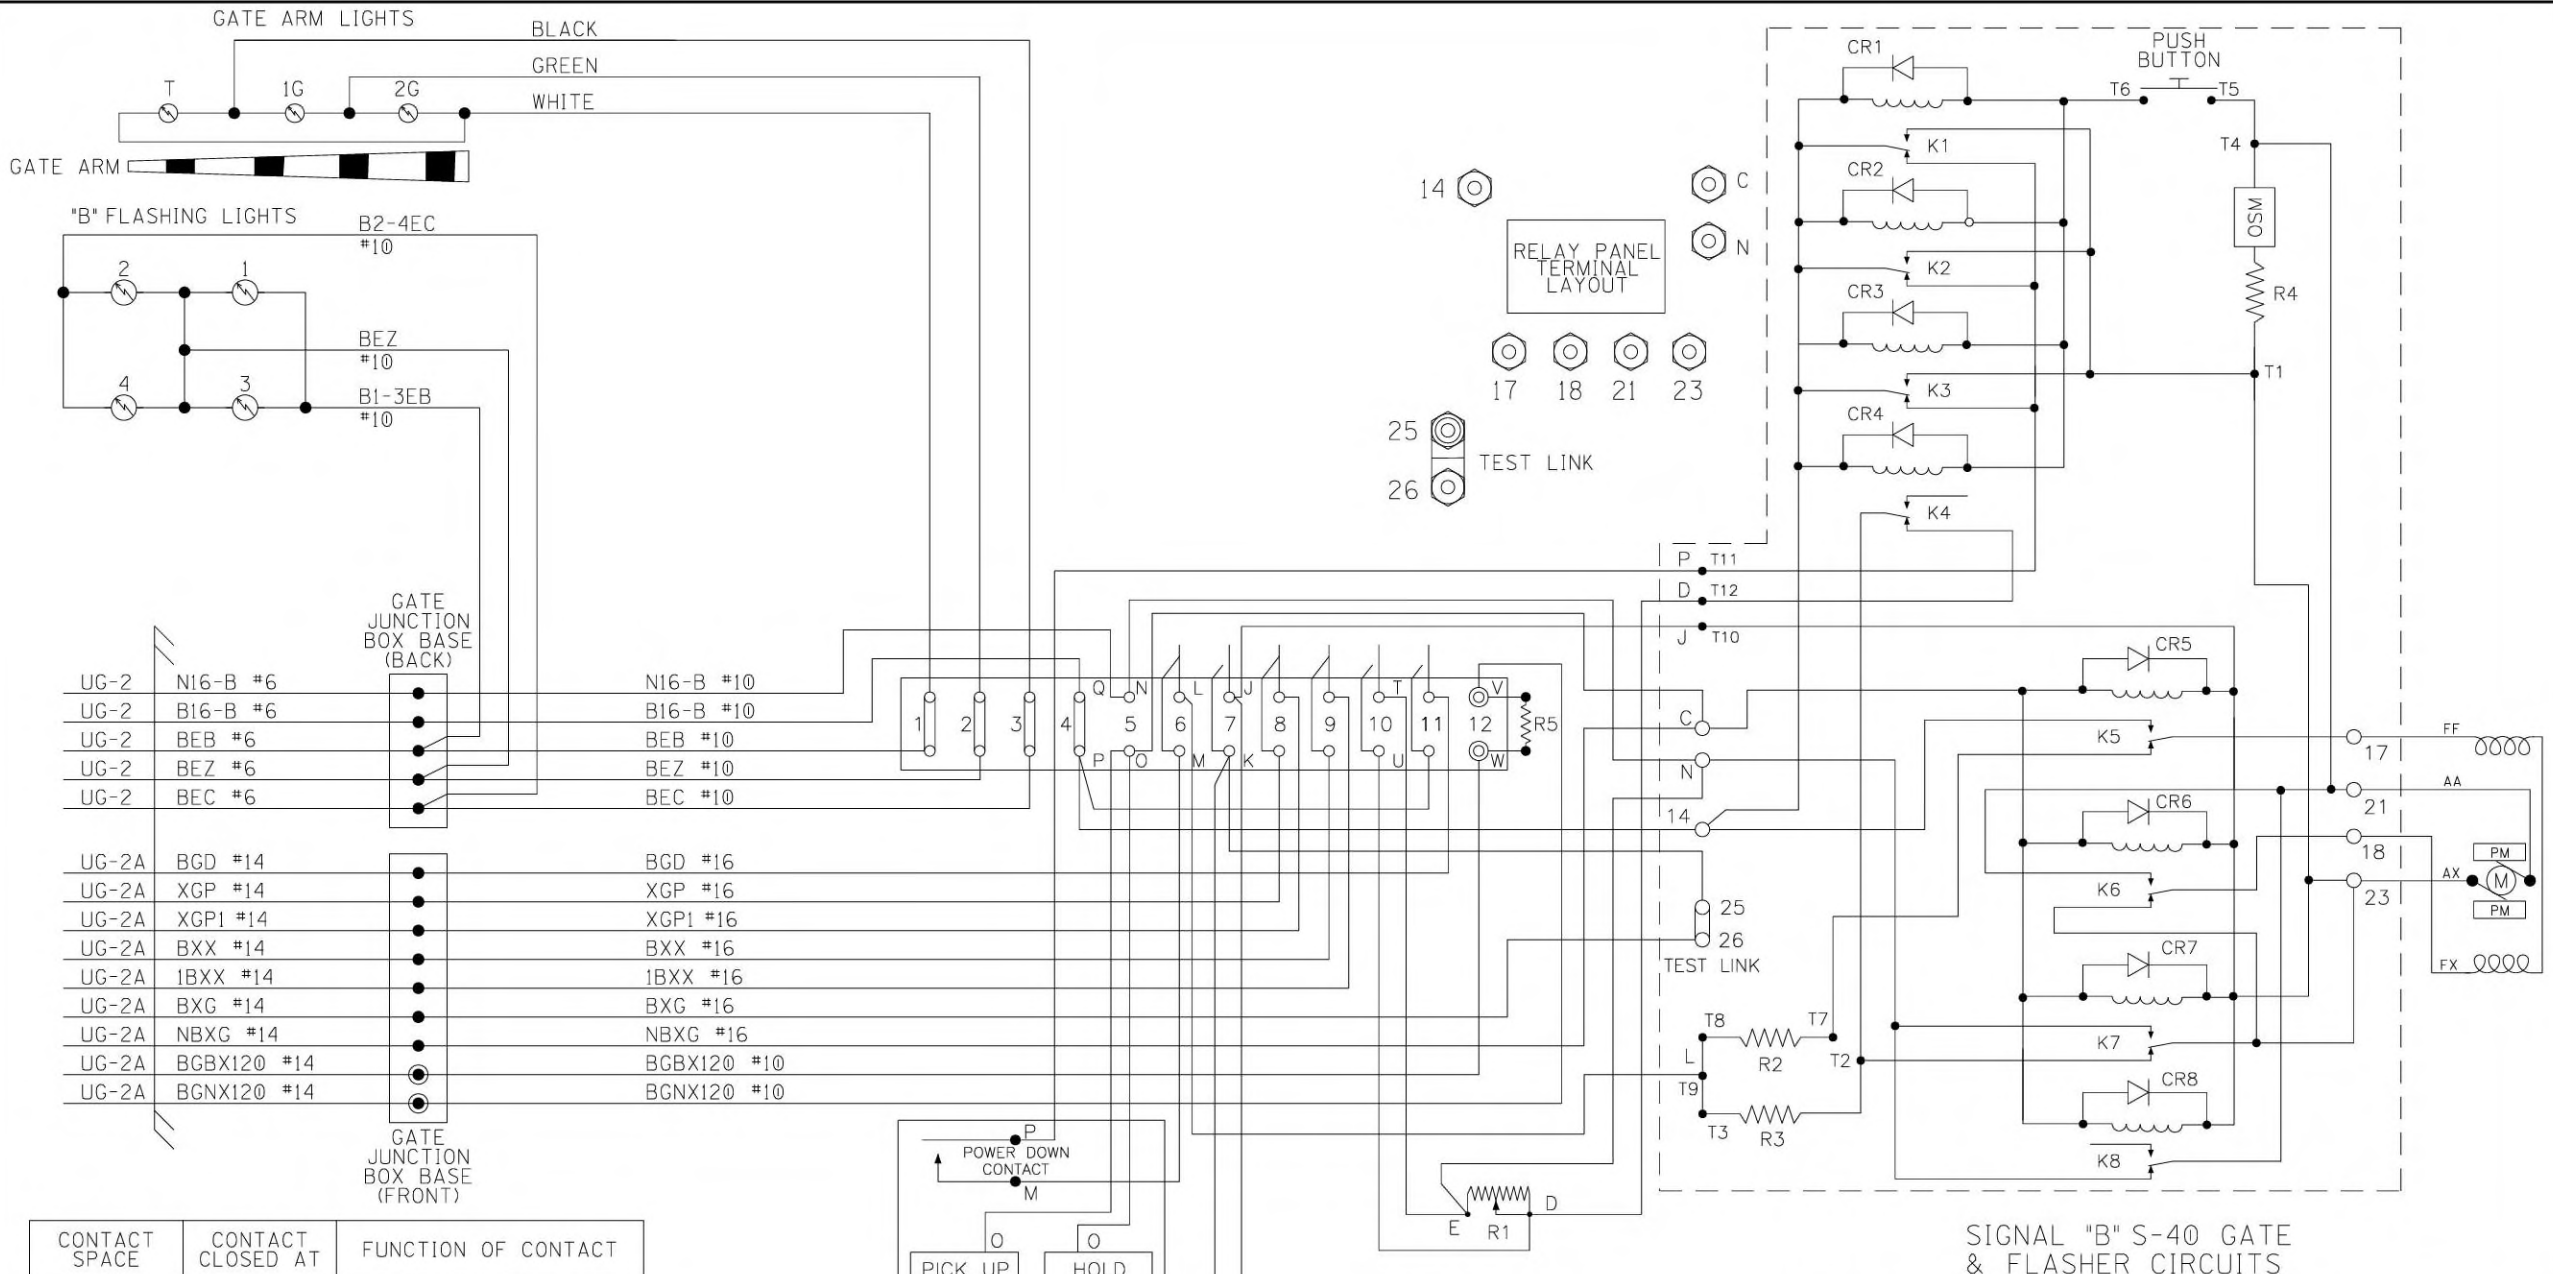 GATE ARM LIGHTS
BLACK
GREEN
WHITE
T
1G
2G
GATE ARM
"B" FLASHING LIGHTS
B2-4EC
#10
2
1
BEZ
#10
4
3
B1-3EB
#10
14
C
N
RELAY PANEL
TERMINAL
LAYOUT
17
18
21
23
25
TEST LINK
26
CR1
PUSH
BUTTON
T6
T5
K1
T4
CR2
OSM
K2
CR3
R4
K3
T1
CR4
K4
P T11
D T12
J T10
GATE
JUNCTION
BOX BASE
(BACK)
UG-2 N16-B #6 N16-B #10
UG-2 B16-B #6 B16-B #10
UG-2 BEB #6 BEB #10
UG-2 BEZ #6 BEZ #10
UG-2 BEC #6 BEC #10
UG-2A BGD #14 BGD #16
UG-2A XGP #14 XGP #16
UG-2A XGP1 #14 XGP1 #16
UG-2A BXX #14 BXX #16
UG-2A 1BXX #14 1BXX #16
UG-2A BXG #14 BXG #16
UG-2A NBXG #14 NBXG #16
UG-2A BGBX120 #14 BGBX120 #10
UG-2A BGNX120 #14 BGNX120 #10
GATE
JUNCTION
BOX BASE
(FRONT)
Q N L J T V
1 2 3 4 5 6 7 8 9 10 11 12 R5
P O M K U W
C
N
14
25
26
TEST LINK
T8
T7
L
R2
T2
T9
T3
R3
CR5
K5
17
FF
21
AA
CR6
18
K6
AX
23
PM
M
PM
CR7
FX
K7
CR8
K8
P
POWER DOWN
CONTACT
M
O
O
PICK UP
HOLD
E
R1
D
CONTACT
SPACE
CONTACT
CLOSED AT
FUNCTION OF CONTACT
SIGNAL "B" S-40 GATE
& FLASHER CIRCUITS